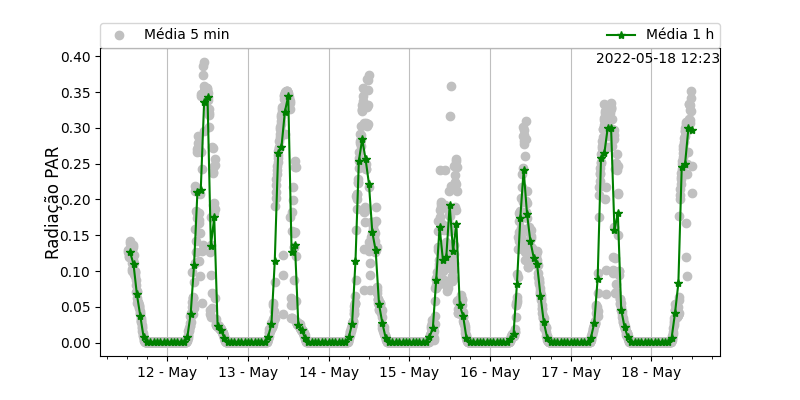 Média 5 min
Média 1 h
2022-05-18 12:23
Radiação PAR
0.40
0.35
0.30
0.25
0.20
0.15
0.10
0.05
0.00
12 - May
13 - May
14 - May
15 - May
16 - May
17 - May
18 - May